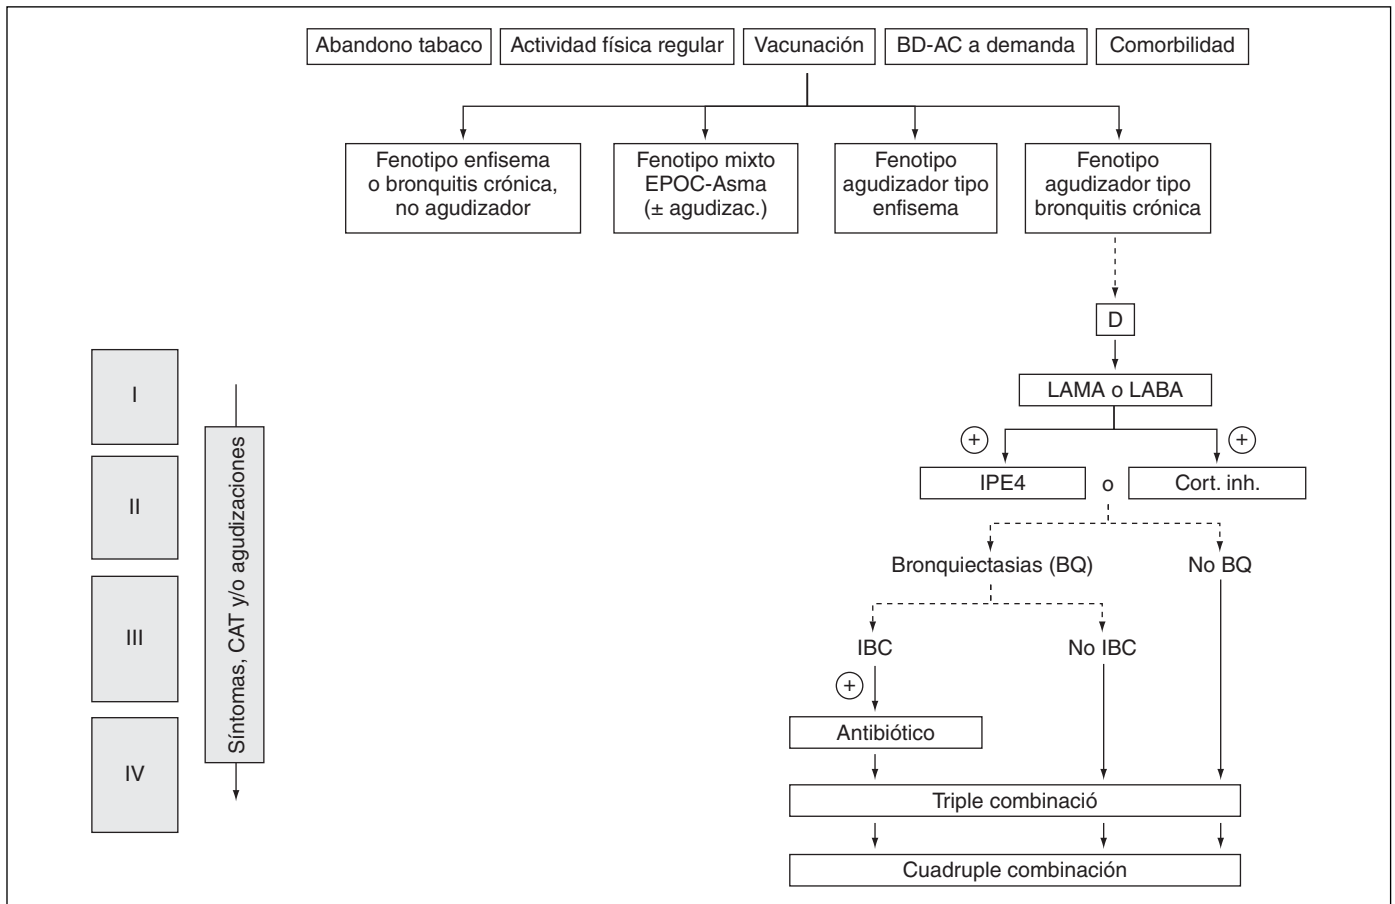 Abandono tabaco
Actividad física regular
Vacunación
BD-AC a demanda
Comorbilidad
Fenotipo enfisema
o bronquitis crónica,
no agudizador
Fenotipo mixto
EPOC-Asma
(± agudizac.)
Fenotipo
agudizador tipo
enfisema
Fenotipo
agudizador tipo
bronquitis crónica
D
LAMA o LABA
+
+
IPE4
o
Cort. inh.
Bronquiectasias (BQ)
No BQ
IBC
No IBC
+
Antibiótico
Triple combinació
Cuadruple combinación
I
II
III
IV
Síntomas, CAT y/o agudizaciones